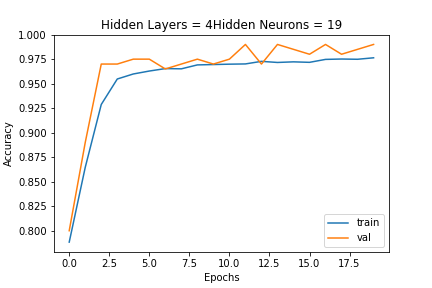 Hidden Layers = 4Hidden Neurons = 19
1.000
0.975
0.950
0.925
0.900
0.875
0.850
0.825
0.800
Accuracy
train
val
0.0 2.5 5.0 7.5 10.0 12.5 15.0 17.5
Epochs